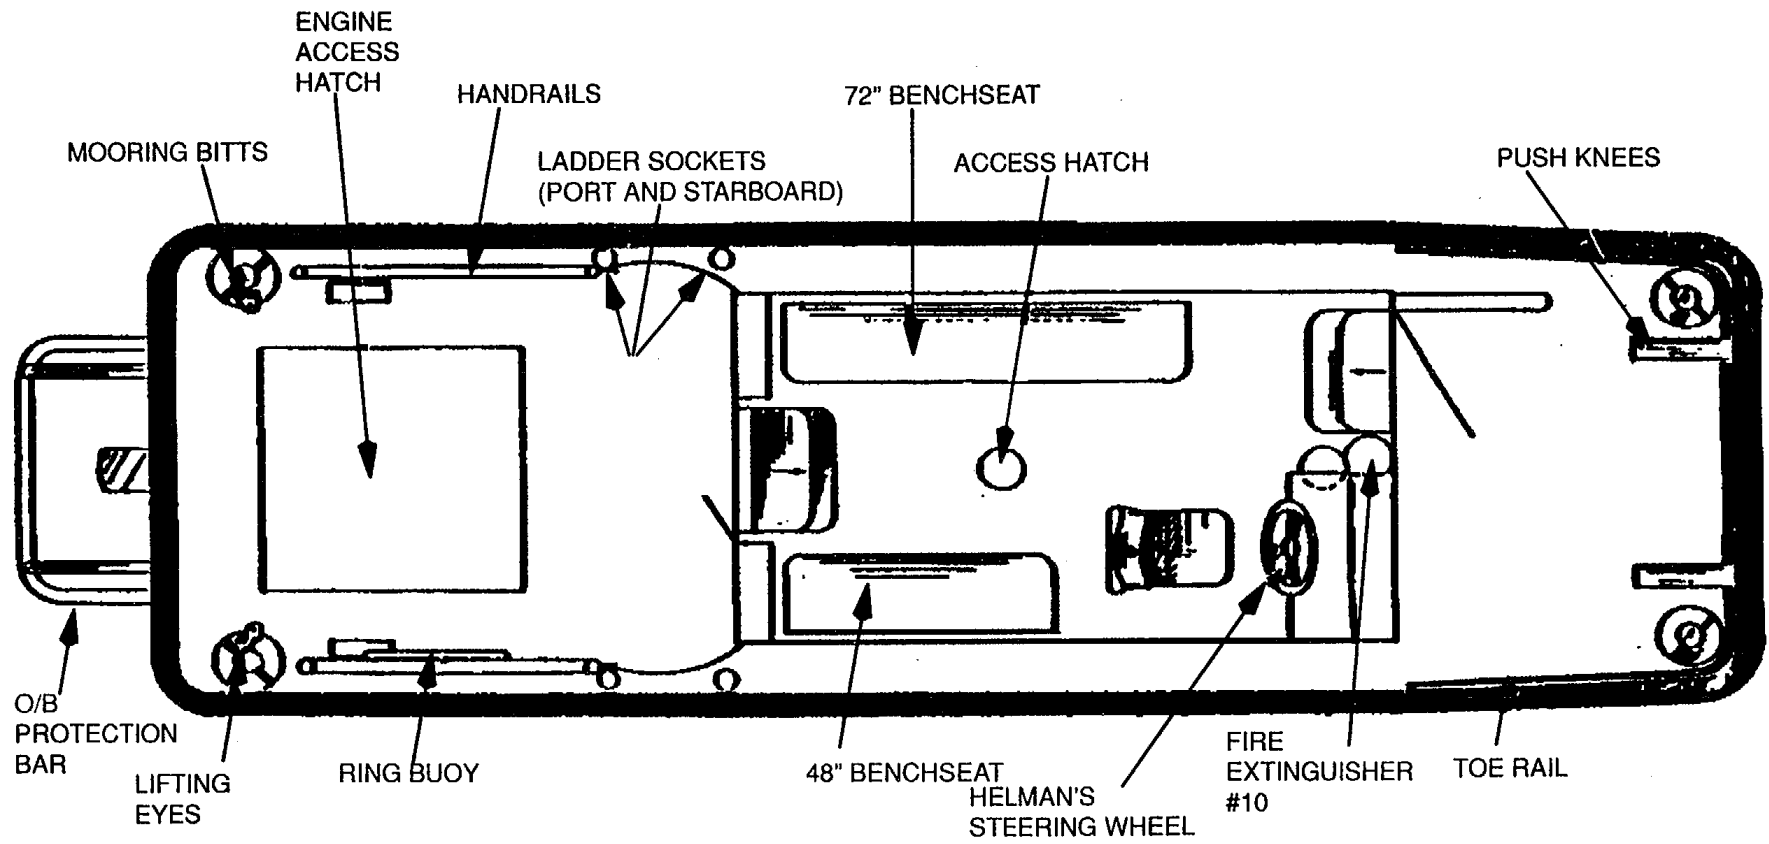 ENGINE
ACCESS
HATCH
HANDRAILS
72" BENCHSEAT
MOORING BITTS
LADDER SOCKETS
(PORT AND STARBOARD)
ACCESS HATCH
PUSH KNEES
O/B
PROTECTION
BAR
LIFTING
EYES
RING BUOY
48" BENCHSEAT
HELMAN'S
STEERING WHEEL
FIRE
EXTINGUISHER
#10
TOE RAIL